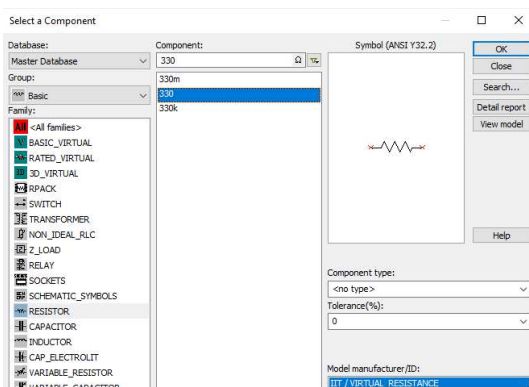 Select a Component
Database:
Master Database
Group:
Basic
Family:
All <All families>
BASIC_VIRTUAL
RATED_VIRTUAL
3D_VIRTUAL
RPACK
SWITCH
TRANSFORMER
NON_IDEAL_RLC
Z_LOAD
RELAY
SOCKETS
SCHEMATIC_SYMBOLS
RESISTOR
CAPACITOR
INDUCTOR
CAP_ELECTROLIT
VARIABLE_RESISTOR
VARIABLE_CAPACITOR
Component:
330 Ω
330m
330
330k
Symbol (ANSI Y32.2)
Component type:
<no type>
Tolerance(%):
0
Model manufacturer/ID:
IIT / VIRTUAL_RESISTANCE
OK
Close
Search...
Detail report
View model
Help